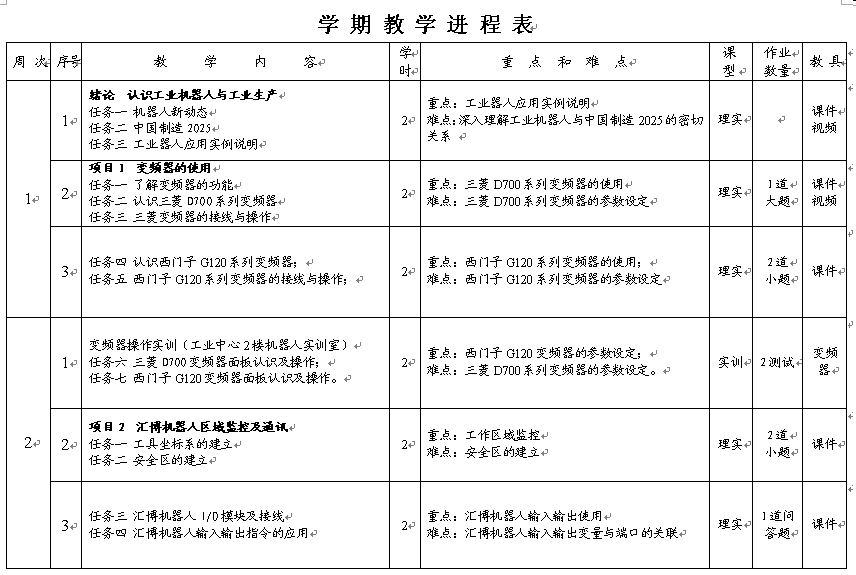 学期教学进程表
周次 序号 教学内容 学时 重点和难点 课型 作业数量 教具
1
1
绪论 认识工业机器人与工业生产
任务一 机器人新动态
任务二 中国制造 2025
任务三 工业机器人应用实例说明
2
重点：工业机器人应用实例说明
难点：深入理解工业机器人与中国制造 2025 的密切
关系
理实
课件
视频
2
项目 1 变频器的使用
任务一 了解变频器的功能
任务二 认识三菱 D700 系列变频器
任务三 三菱变频器的接线与操作
2
重点：三菱 D700 系列变频器的使用
难点：三菱 D700 系列变频器的参数设定
理实
1 道
大题
课件
视频
3
任务四 认识西门子 G120 系列变频器；
任务五 西门子 G120 系列变频器的接线与操作；
2
重点：西门子 G120 系列变频器的使用；
难点：西门子 G120 系列变频器的参数设定
理实
2 道
小题
课件
2
1
变频器操作实训（工业中心 2 楼机器人实训室）
任务六 三菱 D700 变频器面板认识及操作；
任务七 西门子 G120 变频器面板认识及操作。
2
重点：西门子 G120 变频器的参数设定；
难点：三菱 D700 系列变频器的参数设定。
实训
2 测试
变频
器
2
项目 2 汇博机器人区域监控及通讯
任务一 工具坐标系的建立
任务二 安全区的建立
2
重点：工作区域监控
难点：安全区的建立
理实
2 道
小题
课件
3
任务三 汇博机器人 I/O 模块及接线
任务四 汇博机器人输入输出指令的应用
2
重点：汇博机器人输入输出使用
难点：汇博机器人输入输出变量与端口的关联
理实
1 道问
答题
课件